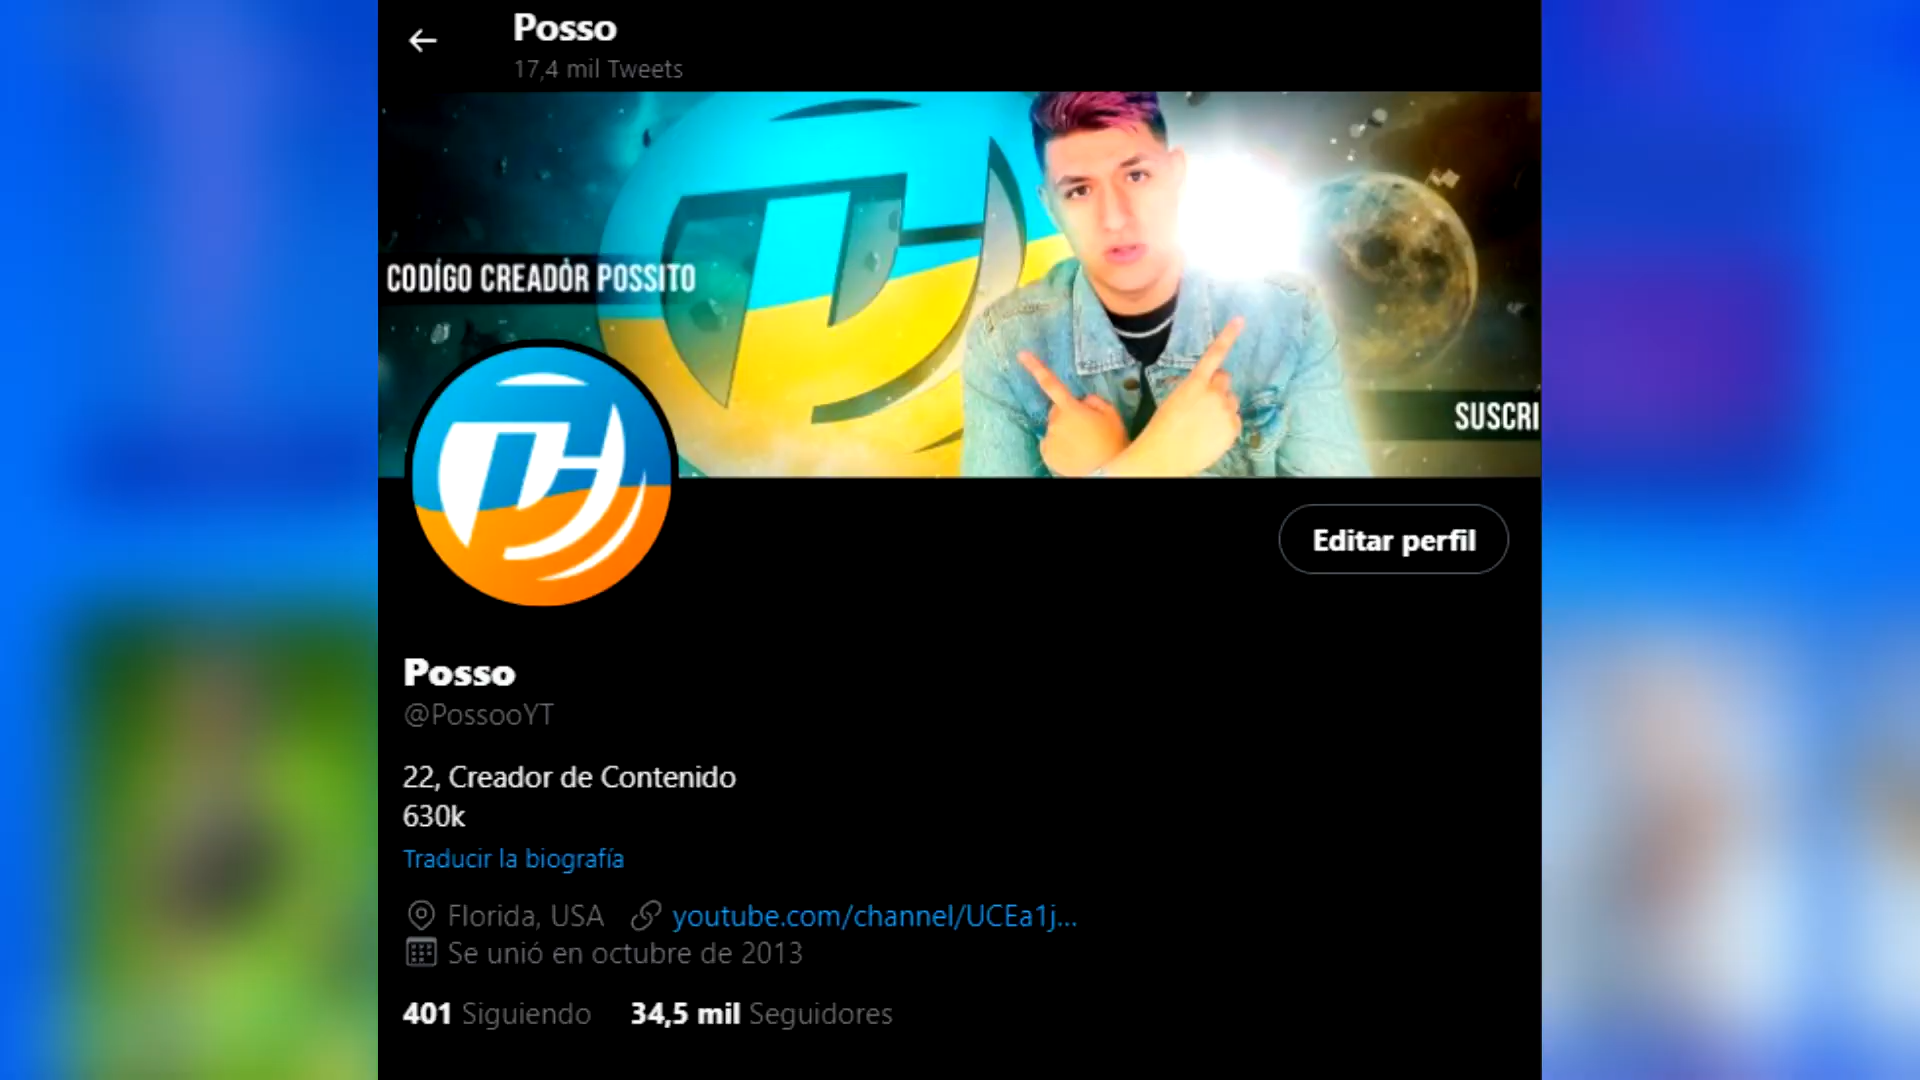 Posso
17,4 mil Tweets
CODÍGO CREADÓR POSSITO
SUSCRI
Editar perfil
Posso
@PossooYT
22, Creador de Contenido
630k
Traducir la biografía
Florida, USA youtube.com/channel/UCEa1j...
Se unió en octubre de 2013
401 Siguiendo 34,5 mil Seguidores